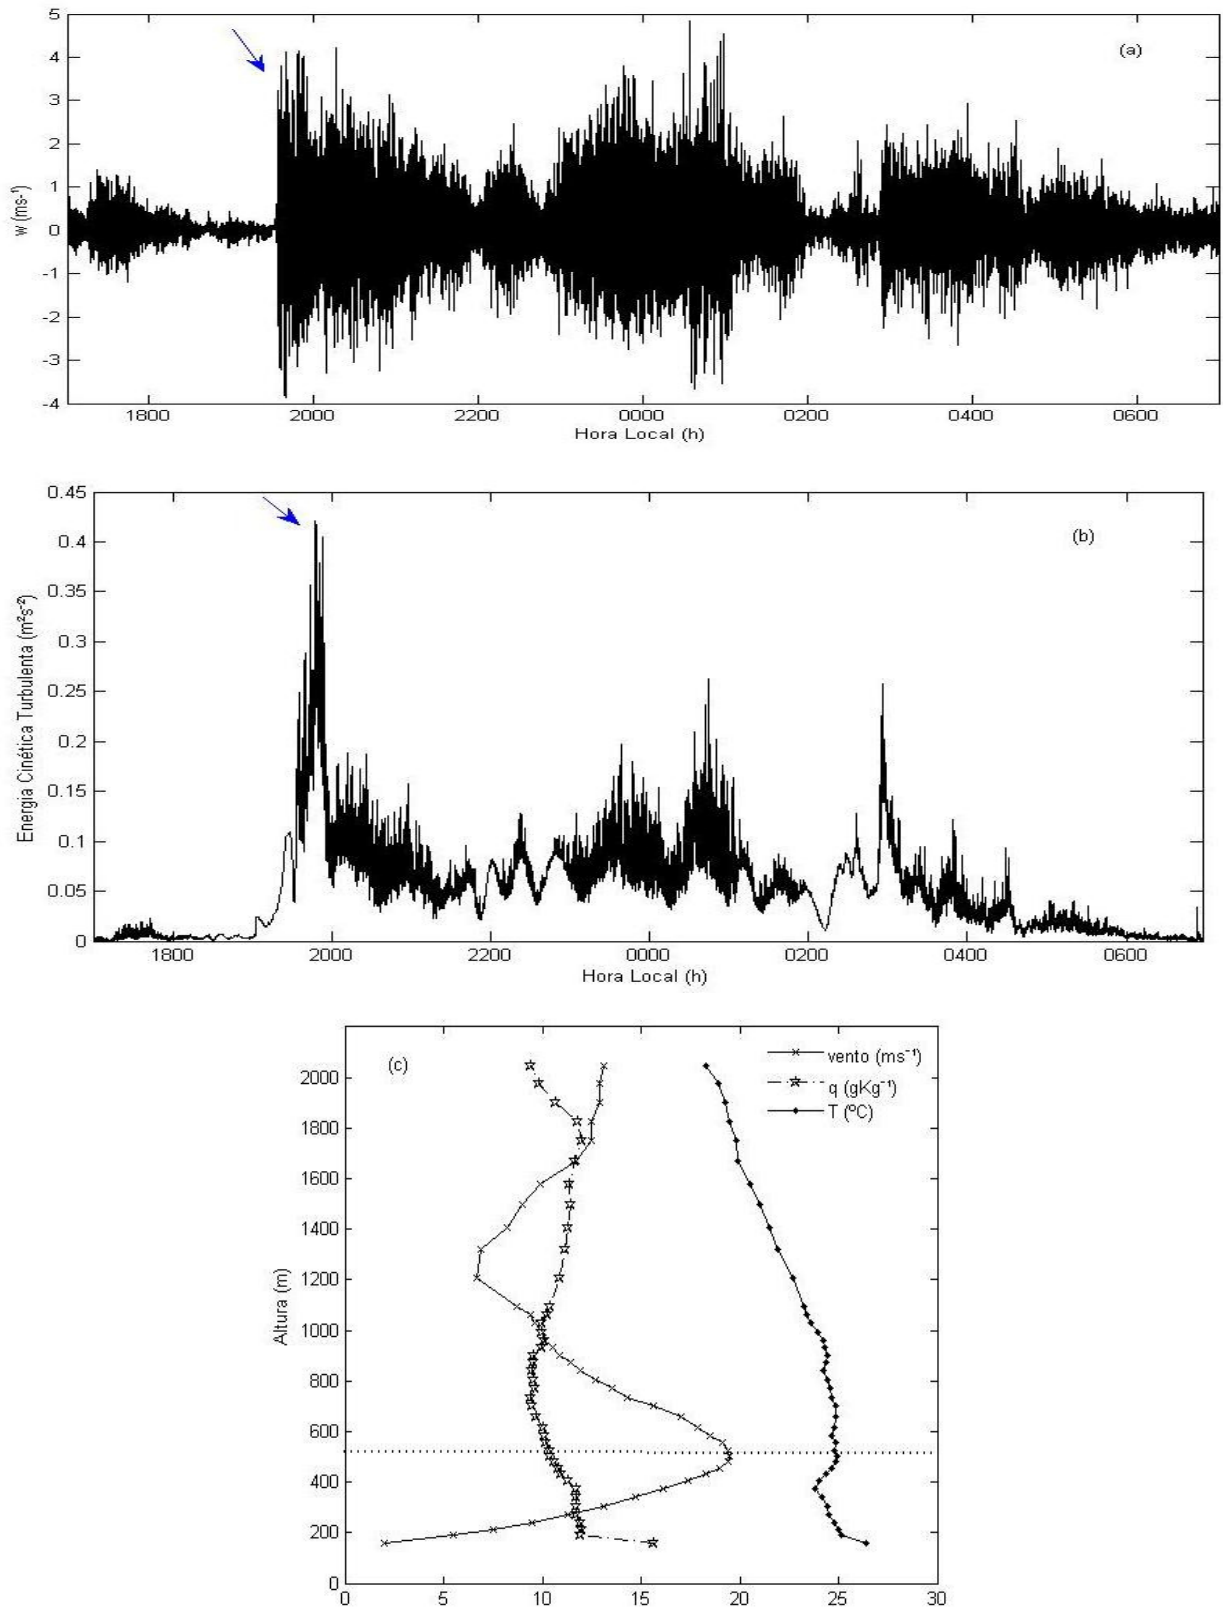 5
4
3
2
1
0
-1
-2
-3
-4
w (ms-¹)
(a)
1800 2000 2200 0000 0200 0400 0600
Hora Local (h)
0.45
0.4
0.35
0.3
0.25
0.2
0.15
0.1
0.05
0
Energia Cinética Turbulenta (m²s⁻²)
(b)
1800 2000 2200 0000 0200 0400 0600
Hora Local (h)
(c)
vento (ms⁻¹)
q (gKg⁻¹)
T (ºC)
2000
1800
1600
1400
1200
1000
800
600
400
200
0
Altura (m)
0 5 10 15 20 25 30